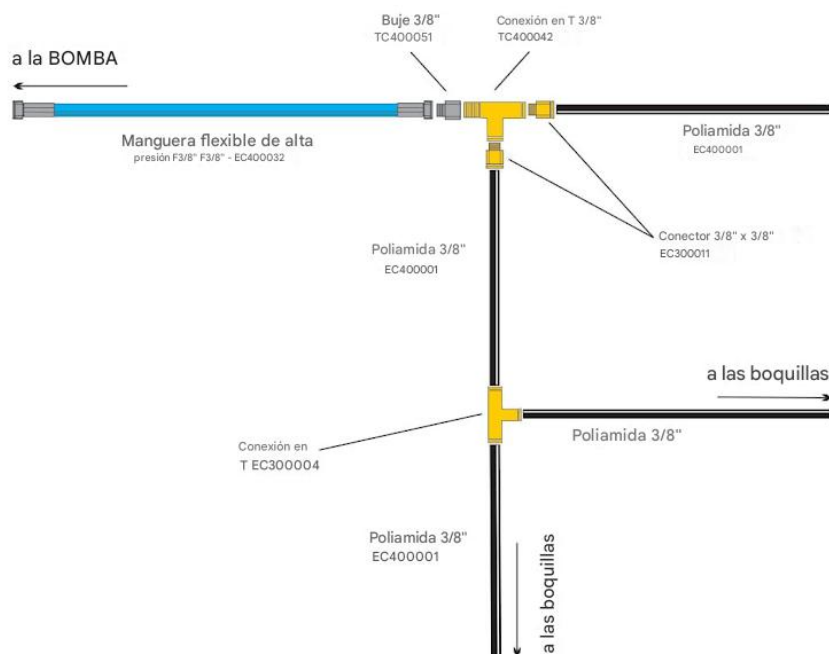 Buje 3/8"
TC400051
Conexión en T 3/8"
TC400042
a la BOMBA
Manguera flexible de alta
presión F3/8" F3/8" - EC400032
Poliamida 3/8"
EC400001
Poliamida 3/8"
EC400001
Conector 3/8" x 3/8"
EC300011
a las boquillas
Poliamida 3/8"
Conexión en
T EC300004
Poliamida 3/8"
EC400001
a las boquillas